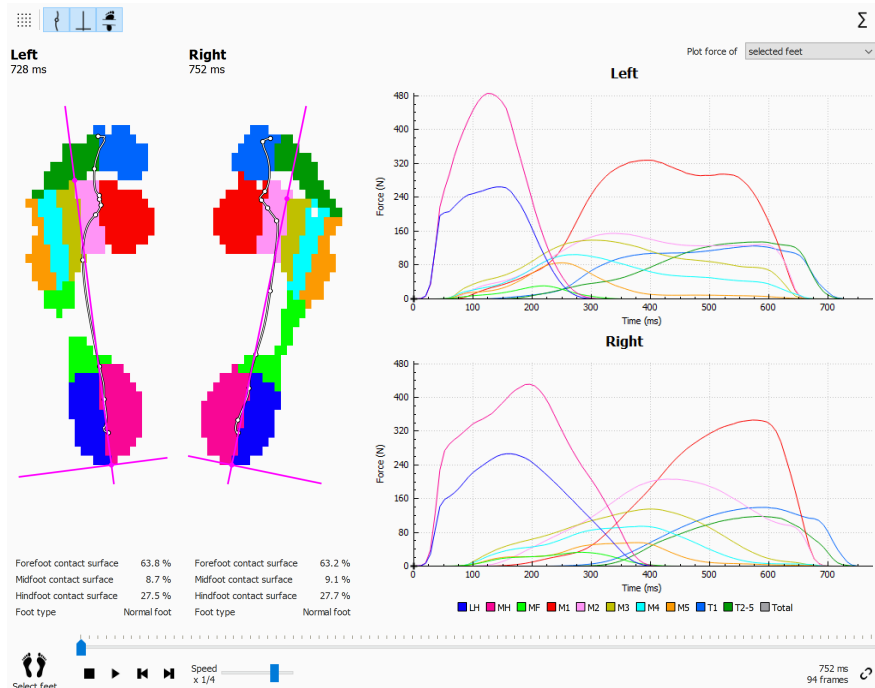 Σ
Left
728 ms
Right
752 ms
Plot force of selected feet
Left
480
400
320
240
160
80
0
Force (N)
0 100 200 300 400 500 600 700
Time (ms)
Right
480
400
320
240
160
80
0
Force (N)
0 100 200 300 400 500 600 700
Time (ms)
LH MH MF M1 M2 M3 M4 M5 T1 T2-5 Total
Forefoot contact surface 63.8 % Forefoot contact surface 63.2 %
Midfoot contact surface 8.7 % Midfoot contact surface 9.1 %
Hindfoot contact surface 27.5 % Hindfoot contact surface 27.7 %
Foot type Normal foot Foot type Normal foot
Select feet
Speed
x 1/4
752 ms
94 frames